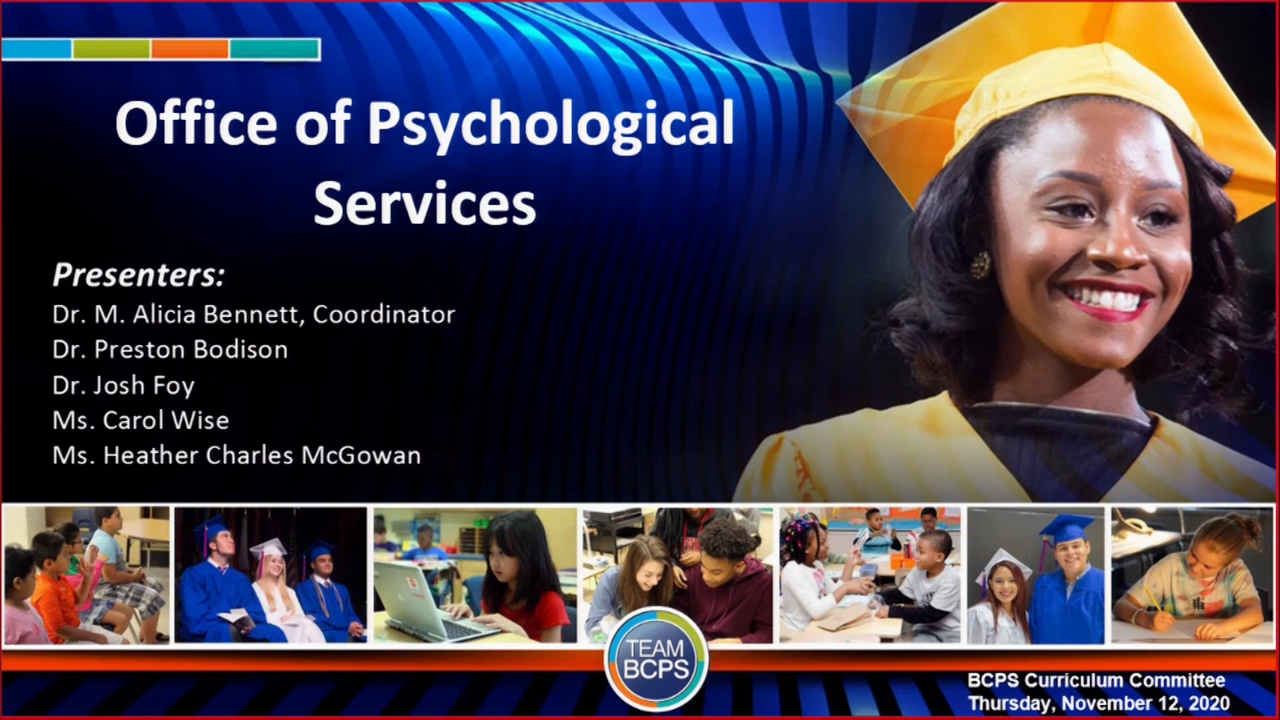 Office of Psychological
Services
Presenters:
Dr. M. Alicia Bennett, Coordinator
Dr. Preston Bodison
Dr. Josh Foy
Ms. Carol Wise
Ms. Heather Charles McGowan
TEAM
BCPS
BCPS Curriculum Committee
Thursday, November 12, 2020